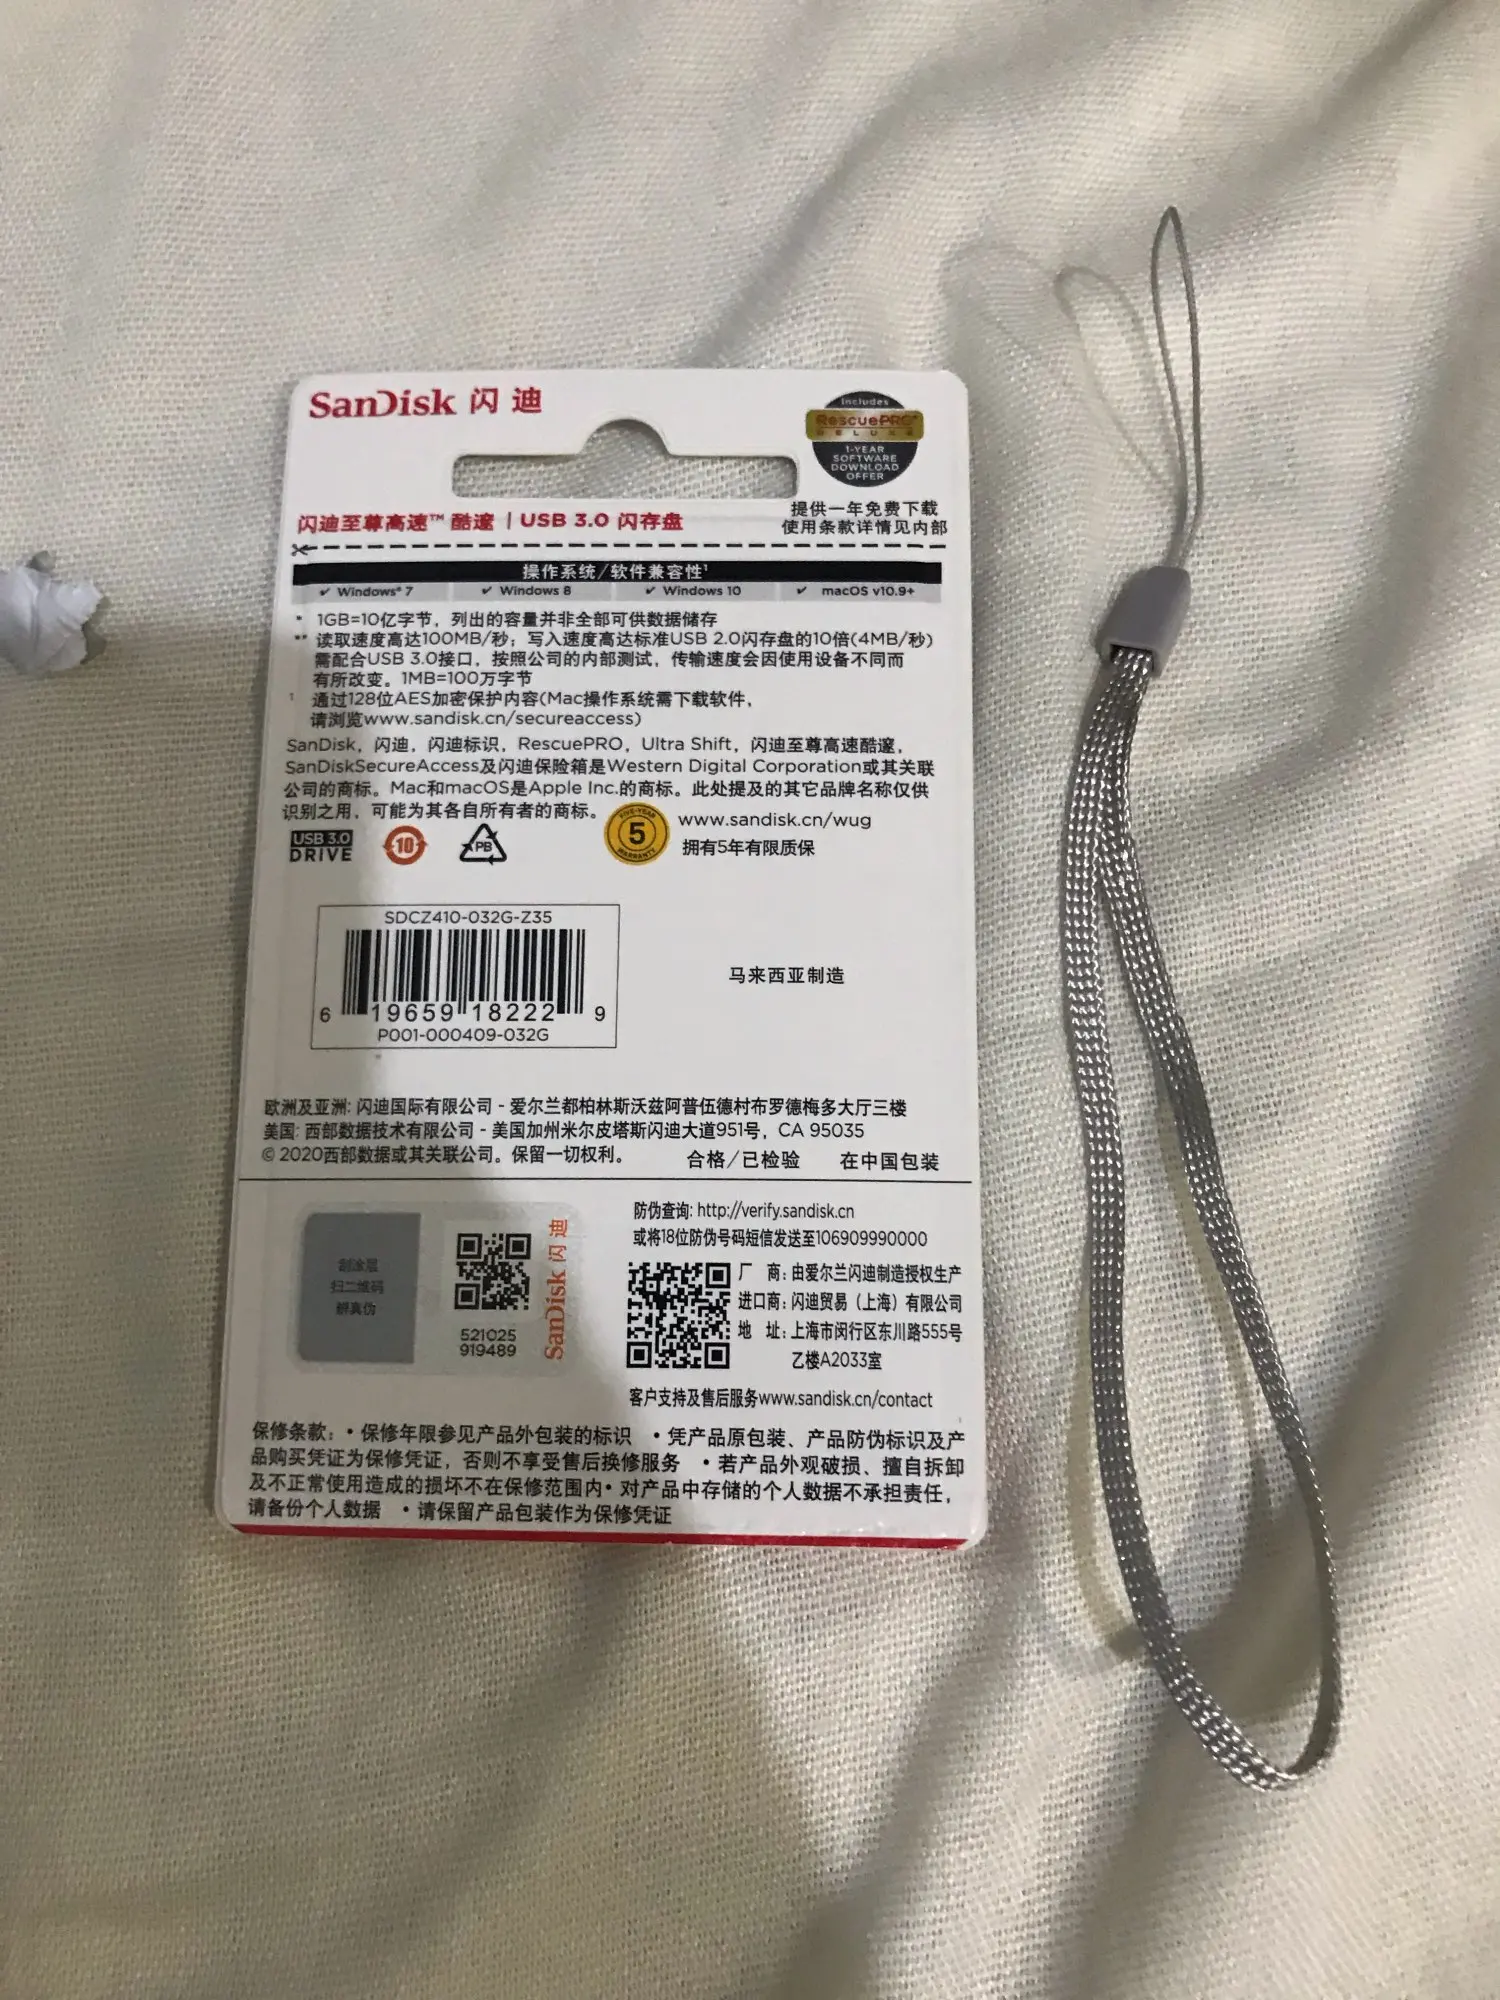 SanDisk 闪迪
Includes
RescuePRO®
DELUXE
1-YEAR
SOFTWARE
DOWNLOAD
OFFER
提供一年免费下载
使用条款详情见内部
闪迪至尊高速™ 酷邃 | USB 3.0 闪存盘
操作系统/软件兼容性¹
✓ Windows® 7 ✓ Windows 8 ✓ Windows 10 ✓ macOS v10.9+
* 1GB=10亿字节，列出的容量并非全部可供数据储存
** 读取速度高达100MB/秒；写入速度高达标准USB 2.0闪存盘的10倍(4MB/秒)
需配合USB 3.0接口，按照公司的内部测试，传输速度会因使用设备不同而
有所改变。1MB=100万字节
¹ 通过128位AES加密保护内容(Mac操作系统需下载软件，
请浏览www.sandisk.cn/secureaccess)
SanDisk，闪迪，闪迪标识，RescuePRO，Ultra Shift，闪迪至尊高速酷邃，
SanDiskSecureAccess及闪迪保险箱是Western Digital Corporation或其关联
公司的商标。Mac和macOS是Apple Inc.的商标。此处提及的其它品牌名称仅供
识别之用，可能为其各自所有者的商标。
USB 3.0
DRIVE
10
PB
FIVE-YEAR
5
WARRANTY
www.sandisk.cn/wug
拥有5年有限质保
SDCZ410-032G-Z35
6 19659 18222 9
P001-000409-032G
马来西亚制造
欧洲及亚洲: 闪迪国际有限公司 - 爱尔兰都柏林斯沃兹阿普伍德村布罗德梅多大厅三楼
美国: 西部数据技术有限公司 - 美国加州米尔皮塔斯闪迪大道951号，CA 95035
© 2020西部数据或其关联公司。保留一切权利。 合格/已检验 在中国包装
刮涂层
扫二维码
辨真伪
521025
919489
SanDisk 闪迪
防伪查询: http://verify.sandisk.cn
或将18位防伪号码短信发送至106909990000
厂 商: 由爱尔兰闪迪制造授权生产
进口商: 闪迪贸易（上海）有限公司
地 址: 上海市闵行区东川路555号
乙楼A2033室
客户支持及售后服务www.sandisk.cn/contact
保修条款: • 保修年限参见产品外包装的标识 • 凭产品原包装、产品防伪标识及产
品购买凭证为保修凭证，否则不享受售后换修服务 • 若产品外观破损、擅自拆卸
及不正常使用造成的损坏不在保修范围内• 对产品中存储的个人数据不承担责任，
请备份个人数据 • 请保留产品包装作为保修凭证